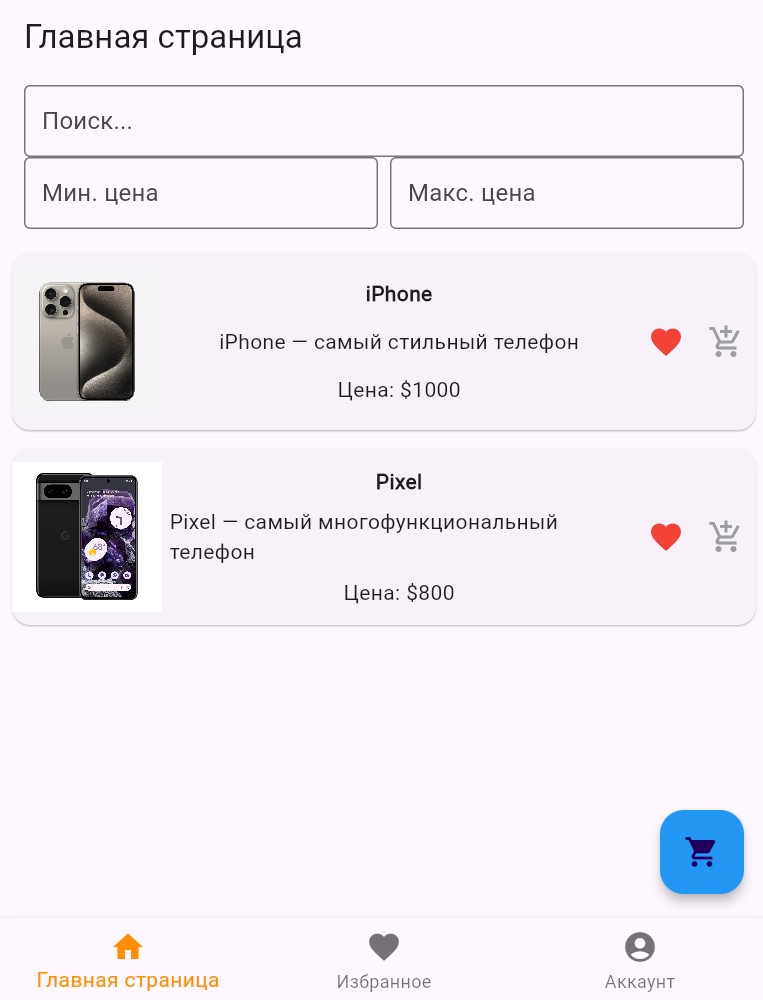 Главная страница
Поиск...
Мин. цена
Макс. цена
iPhone
iPhone — самый стильный телефон
Цена: $1000
Pixel
Pixel — самый многофункциональный
телефон
Цена: $800
Главная страница
Избранное
Аккаунт